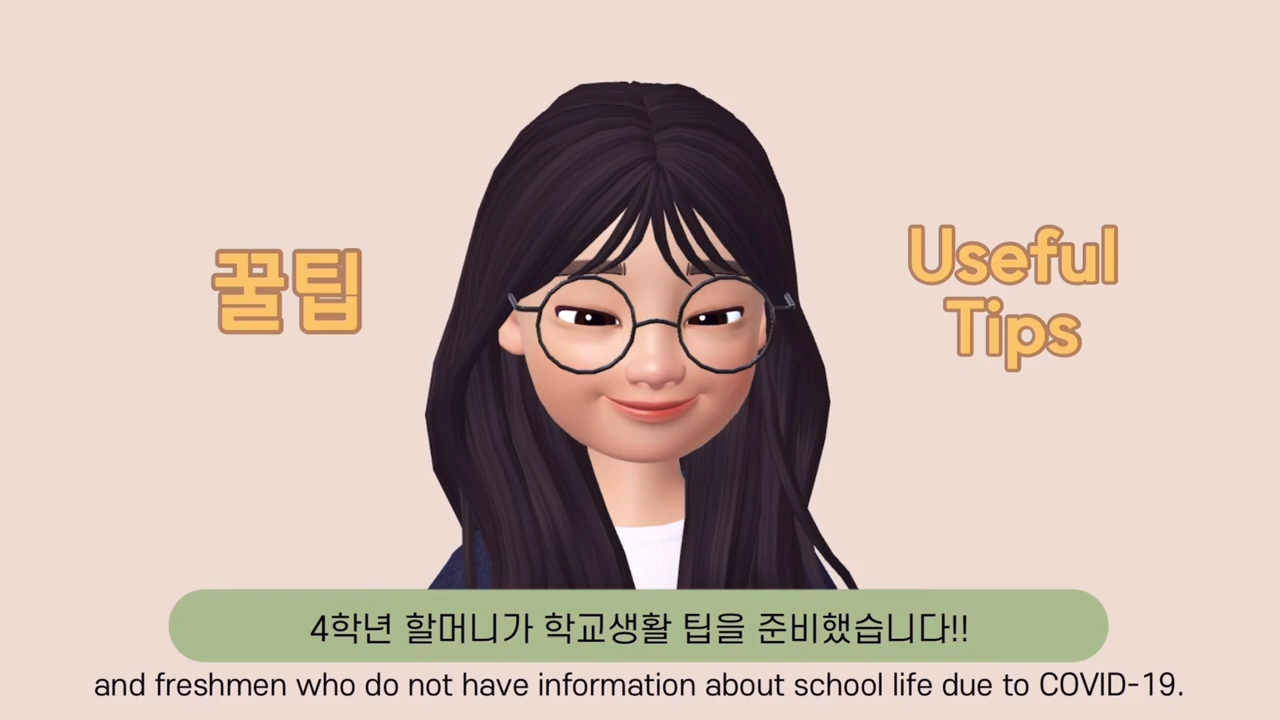 꿀팁
Useful
Tips
4학년 할머니가 학교생활 팁을 준비했습니다!!
and freshmen who do not have information about school life due to COVID-19.